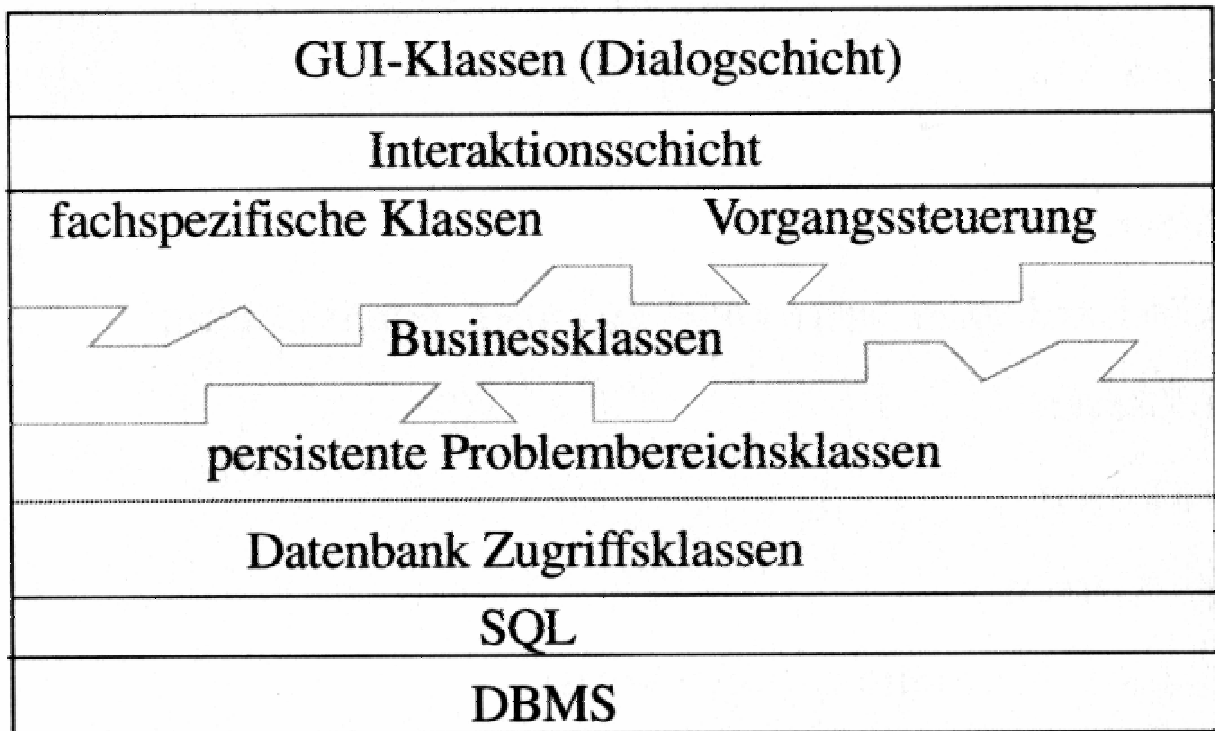 GUI-Klassen (Dialogschicht)
Interaktionsschicht
fachspezifische Klassen Vorgangssteuerung
Businessklassen
persistente Problembereichsklassen
Datenbank Zugriffsklassen
SQL
DBMS